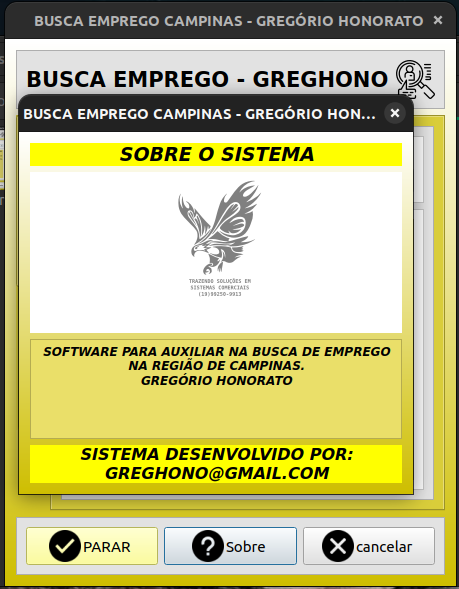 BUSCA EMPREGO CAMPINAS - GREGÓRIO HONORATO
BUSCA EMPREGO - GREGHONO
BUSCA EMPREGO CAMPINAS - GREGÓRIO HON...
SOBRE O SISTEMA
TRAZENDO SOLUÇÕES EM
SISTEMAS COMERCIAIS
(19)99250-9913
SOFTWARE PARA AUXILIAR NA BUSCA DE EMPREGO
NA REGIÃO DE CAMPINAS.
GREGÓRIO HONORATO
SISTEMA DESENVOLVIDO POR:
GREGHONO@GMAIL.COM
PARAR
Sobre
cancelar